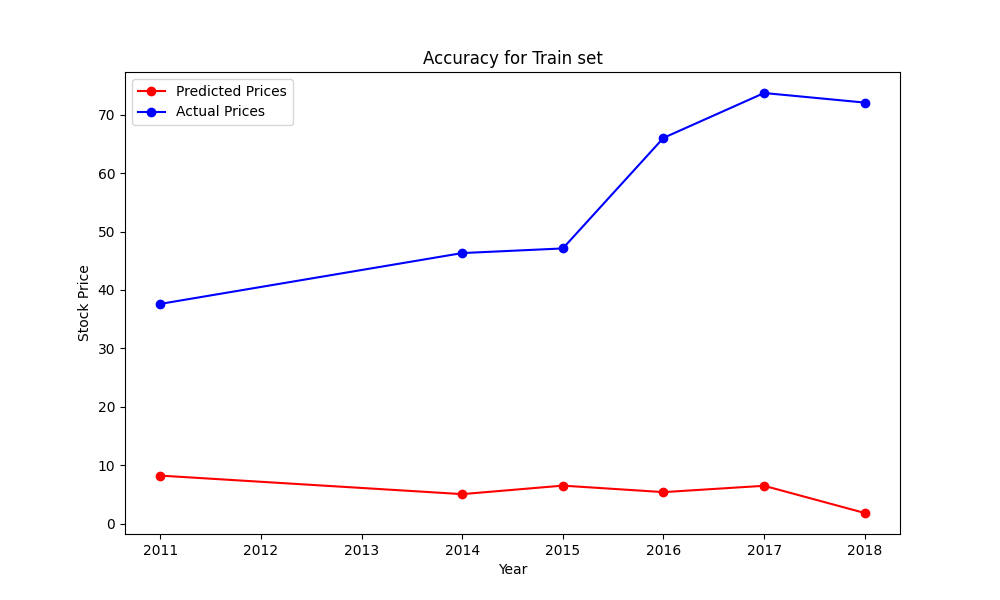 Accuracy for Train set
Predicted Prices
Actual Prices
Stock Price
70
60
50
40
30
20
10
0
2011 2012 2013 2014 2015 2016 2017 2018
Year